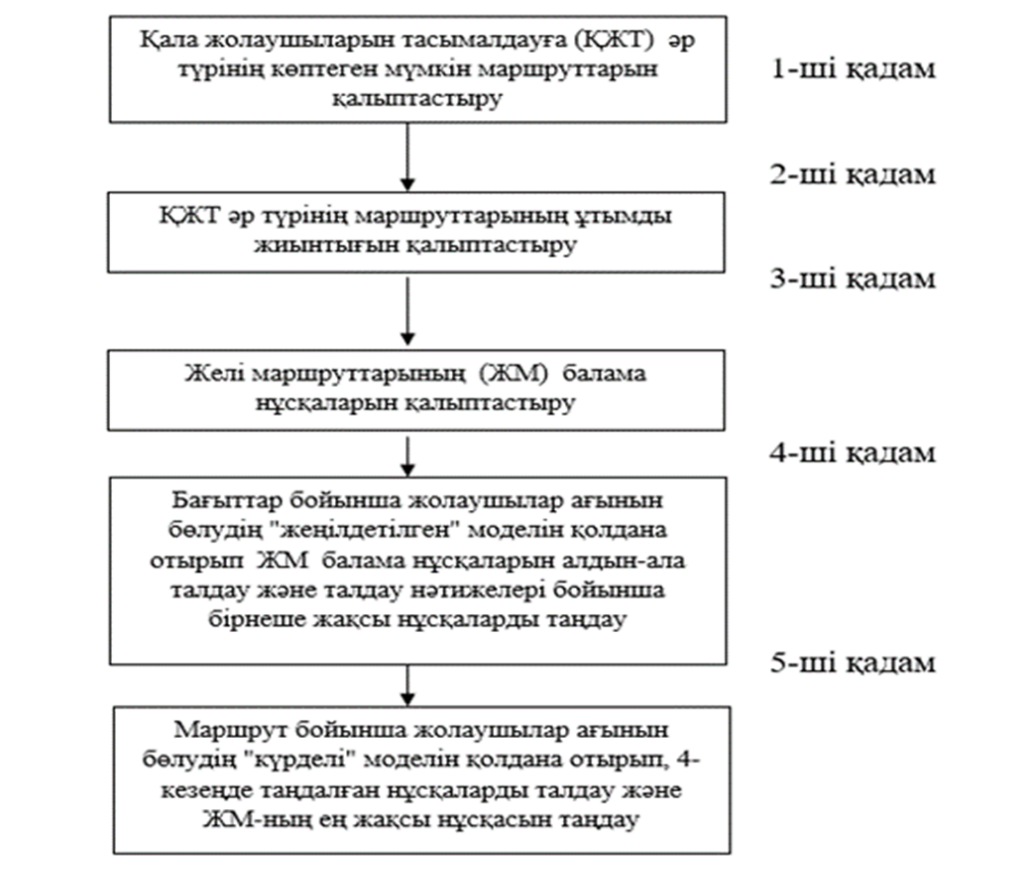 Қала жолаушыларын тасымалдауға (ҚЖТ) әр
түрінің көптеген мүмкін маршруттарын
қалыптастыру
1-ші қадам
2-ші қадам
ҚЖТ әр түрінің маршруттарының ұтымды
жиынтығын қалыптастыру
3-ші қадам
Желі маршруттарының (ЖМ) балама
нұсқаларын қалыптастыру
4-ші қадам
Бағыттар бойынша жолаушылар ағынын
бөлудің "жеңілдетілген" моделін қолдана
отырып ЖМ балама нұсқаларын алдын-ала
талдау және талдау нәтижелері бойынша
бірнеше жақсы нұсқаларды таңдау
5-ші қадам
Маршрут бойынша жолаушылар ағынын
бөлудің "күрделі" моделін қолдана отырып, 4-
кезеңде таңдалған нұсқаларды талдау және
ЖМ-ның ең жақсы нұсқасын таңдау